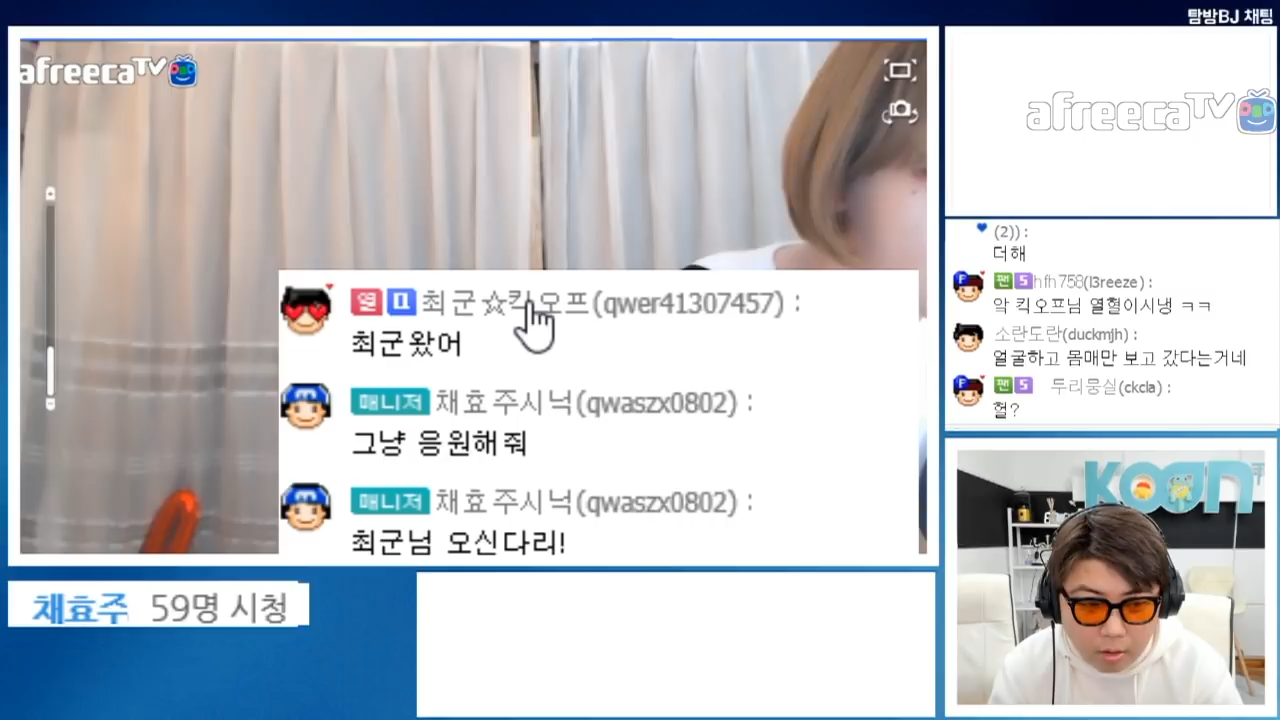 탐방BJ 채팅
afreecaTV
afreecaTV
열 매 최군☆킥오프(qwer41307457) :
최군왔어
매니저 채효주시녁(qwaszx0802) :
그냥 응원해줘
매니저 채효주시녁(qwaszx0802) :
최군님 오신다리!
(2)) :
더해
팬 5 hfh758(l3reeze) :
앜 킥오프님 열혈이시넹 ㅋㅋ
소란도란(duckmjh) :
얼굴하고 몸매만 보고 갔다는거네
팬 5 두리뭉실(ckcla) :
헐?
채효주 59명 시청
KOON